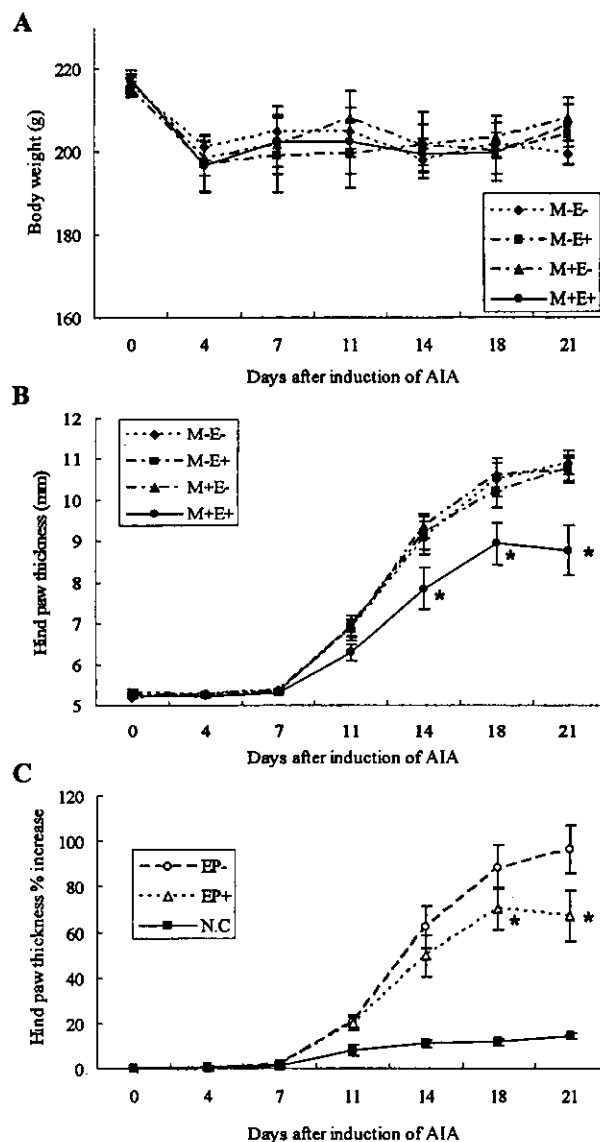 A
Body weight (g)
220
200
180
160
M-E-
M-E+
M+E-
M+E+
0 4 7 11 14 18 21
Days after induction of AIA
B
Hind paw thickness (mm)
12
11
10
9
8
7
6
5
M-E-
M-E+
M+E-
M+E+
* * *
0 4 7 11 14 18 21
Days after induction of AIA
C
Hind paw thickness % increase
120
100
80
60
40
20
0
EP-
EP+
N.C
* *
0 4 7 11 14 18 21
Days after induction of AIA